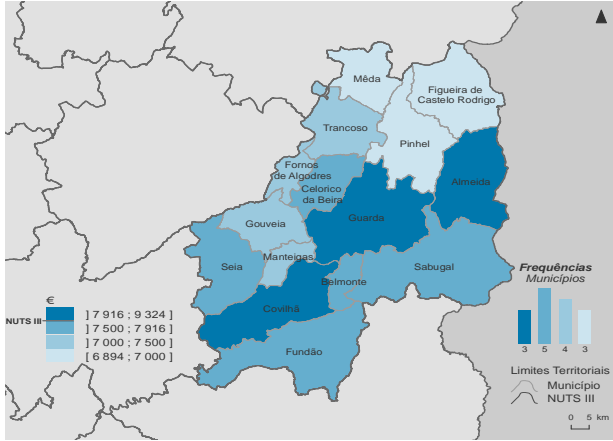 Mêda
Figueira de
Castelo Rodrigo
Trancoso
Pinhel
Fornos
de Algodres
Celorico
da Beira
Almeida
Guarda
Gouveia
Manteigas
Seia
Sabugal
Belmonte
Covilhã
Fundão
€
NUTS III
] 7 916 ; 9 324 ]
] 7 500 ; 7 916 ]
] 7 000 ; 7 500 ]
[ 6 894 ; 7 000 ]
Frequências
Municípios
3 5 4 3
Limites Territoriais
Município
NUTS III
0 5 km